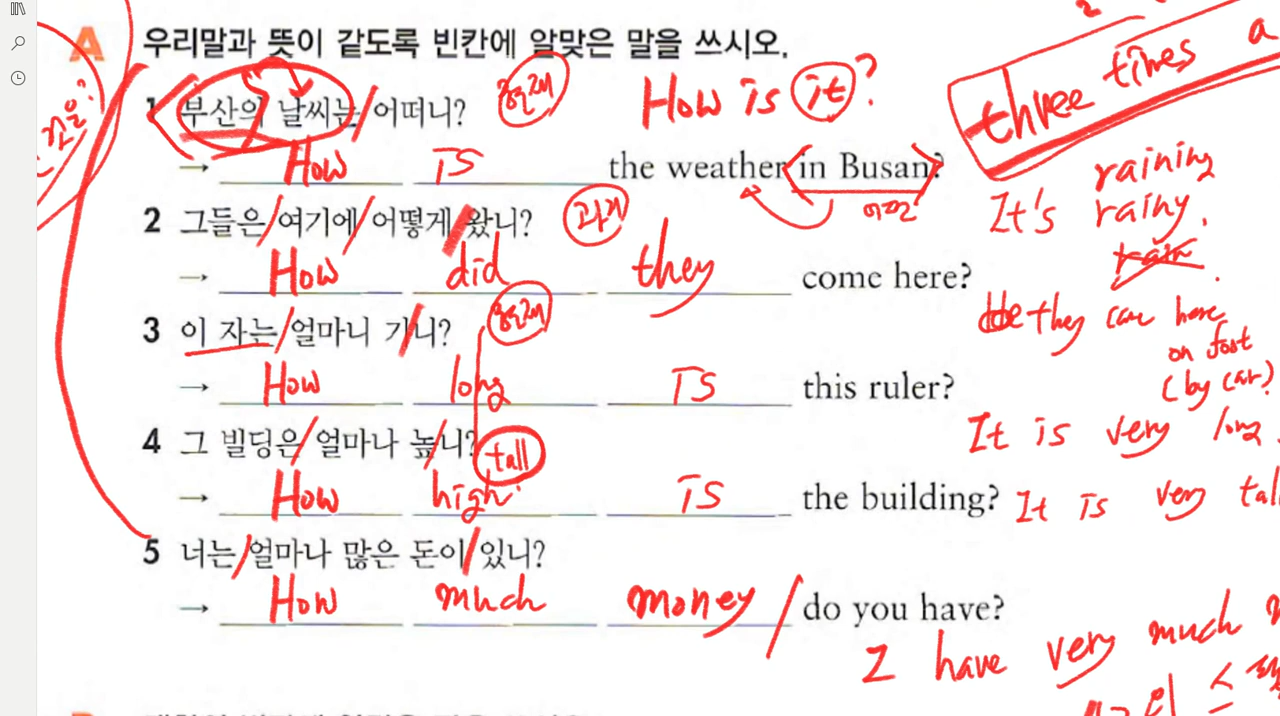 A 우리말과 뜻이 같도록 빈칸에 알맞은 말을 쓰시오.
three times a
1 부산의 날씨는/어떠니? 현재 How is it?
→ How is the weather in Busan?
raining
It's rainy.
rain
2 그들은/여기에/어떻게/왔니? 과거
→ How did they come here?
He they came here
on foot
(by car)
3 이 자는/얼마니 기니? 현재
→ How long is this ruler?
It is very long.
4 그 빌딩은/얼마나 높니? tall
→ How high is the building? It is very tall
5 너는/얼마나 많은 돈이/있니?
→ How much money / do you have?
I have very much